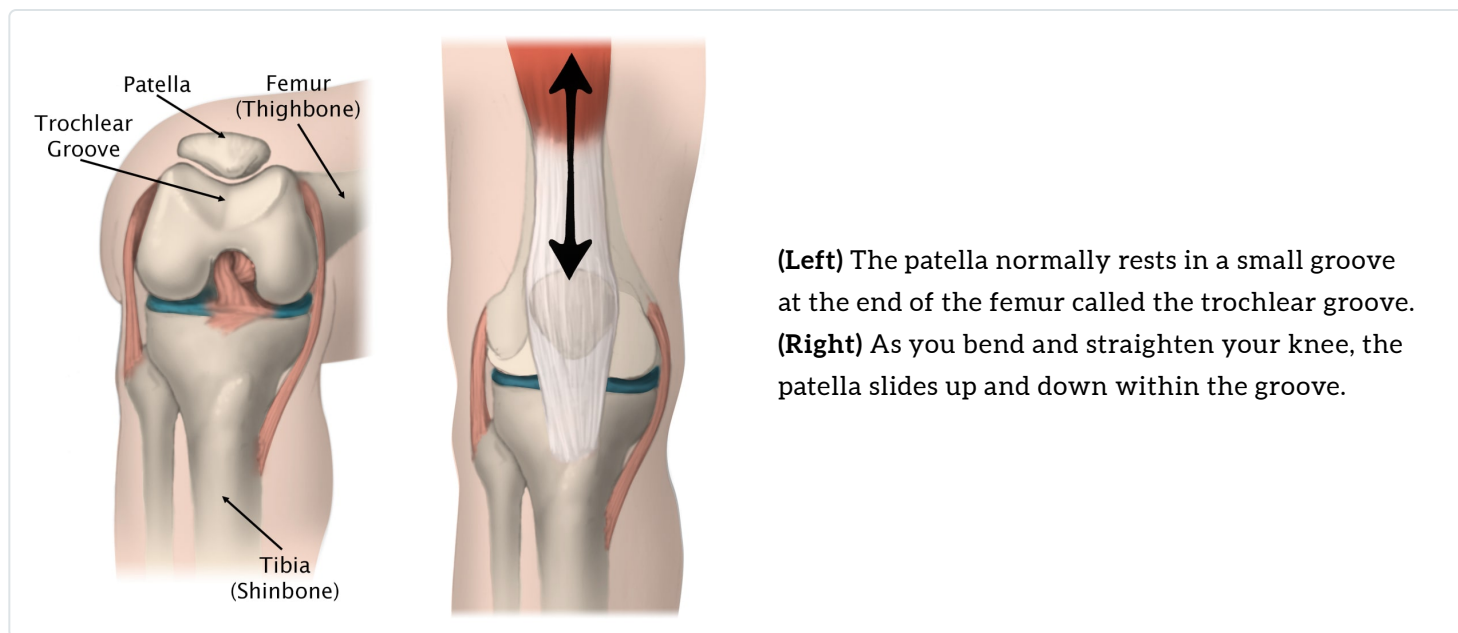 Patella
Femur
(Thighbone)
Trochlear
Groove
Tibia
(Shinbone)
(Left) The patella normally rests in a small groove
at the end of the femur called the trochlear groove.
(Right) As you bend and straighten your knee, the
patella slides up and down within the groove.